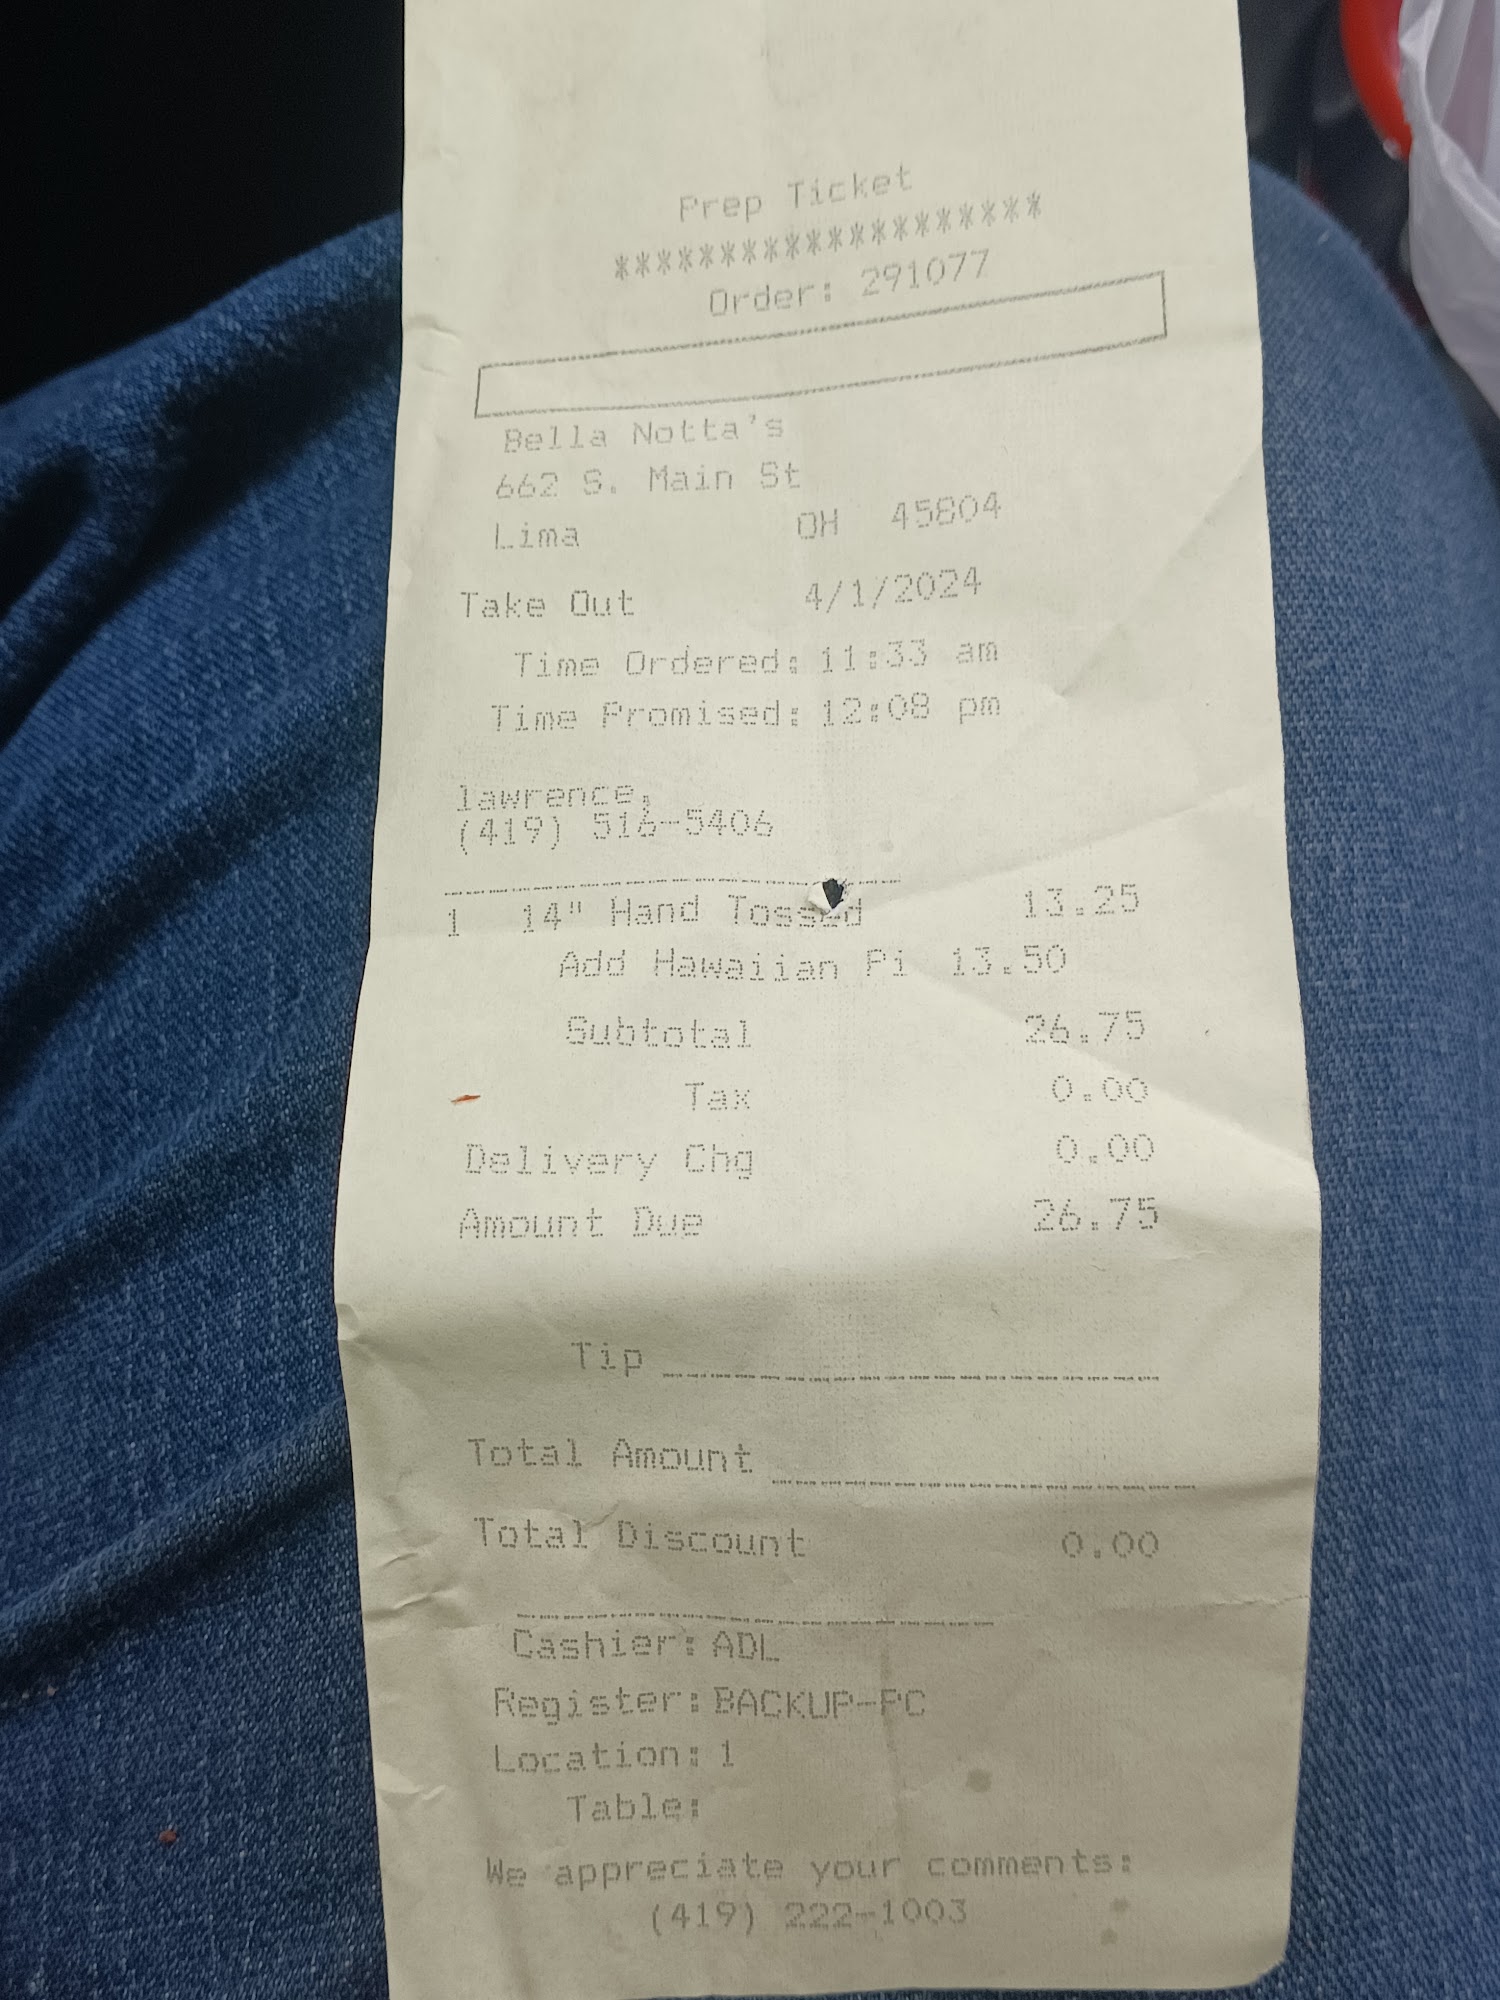 Prep Ticket
********************
Order: 291077
Bella Notta's
662 S. Main St
Lima OH 45804
Take Out 4/1/2024
Time Ordered: 11:33 am
Time Promised: 12:08 pm
lawrence,
(419) 516-5406
1 14" Hand Tossed 13.25
Add Hawaiian Pi 13.50
Subtotal 26.75
Tax 0.00
Delivery Chg 0.00
Amount Due 26.75
Tip
Total Amount
Total Discount 0.00
Cashier: ADL
Register: BACKUP-PC
Location: 1
Table:
We appreciate your comments:
(419) 222-1003